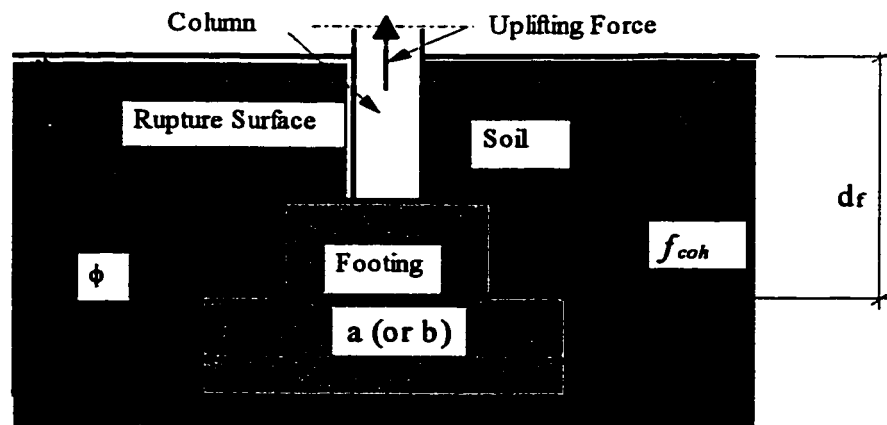 Column
Uplifting Force
Rupture Surface
Soil
df
fcoh
Footing
ϕ
a (or b)